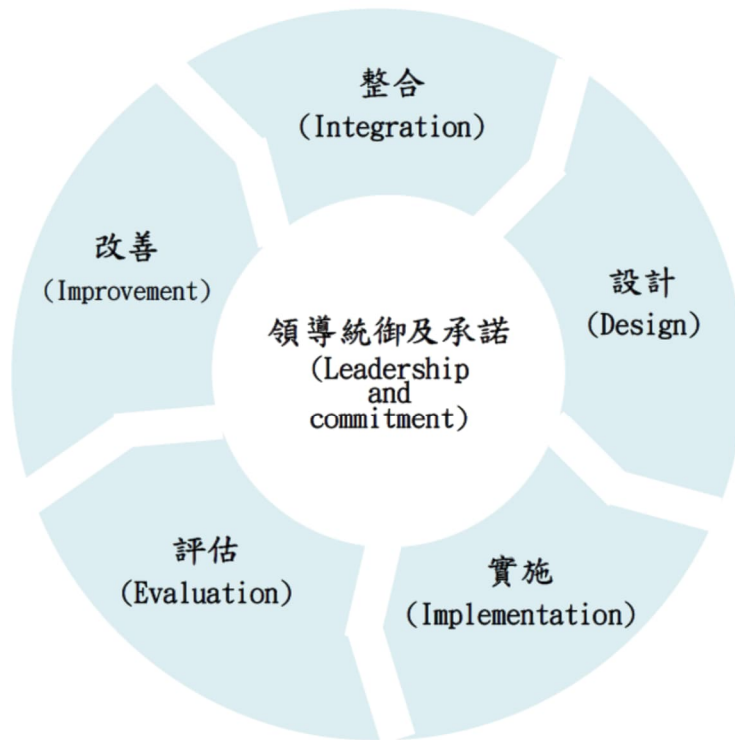 整合
(Integration)
設計
(Design)
實施
(Implementation)
評估
(Evaluation)
改善
(Improvement)
領導統御及承諾
(Leadership
and
commitment)